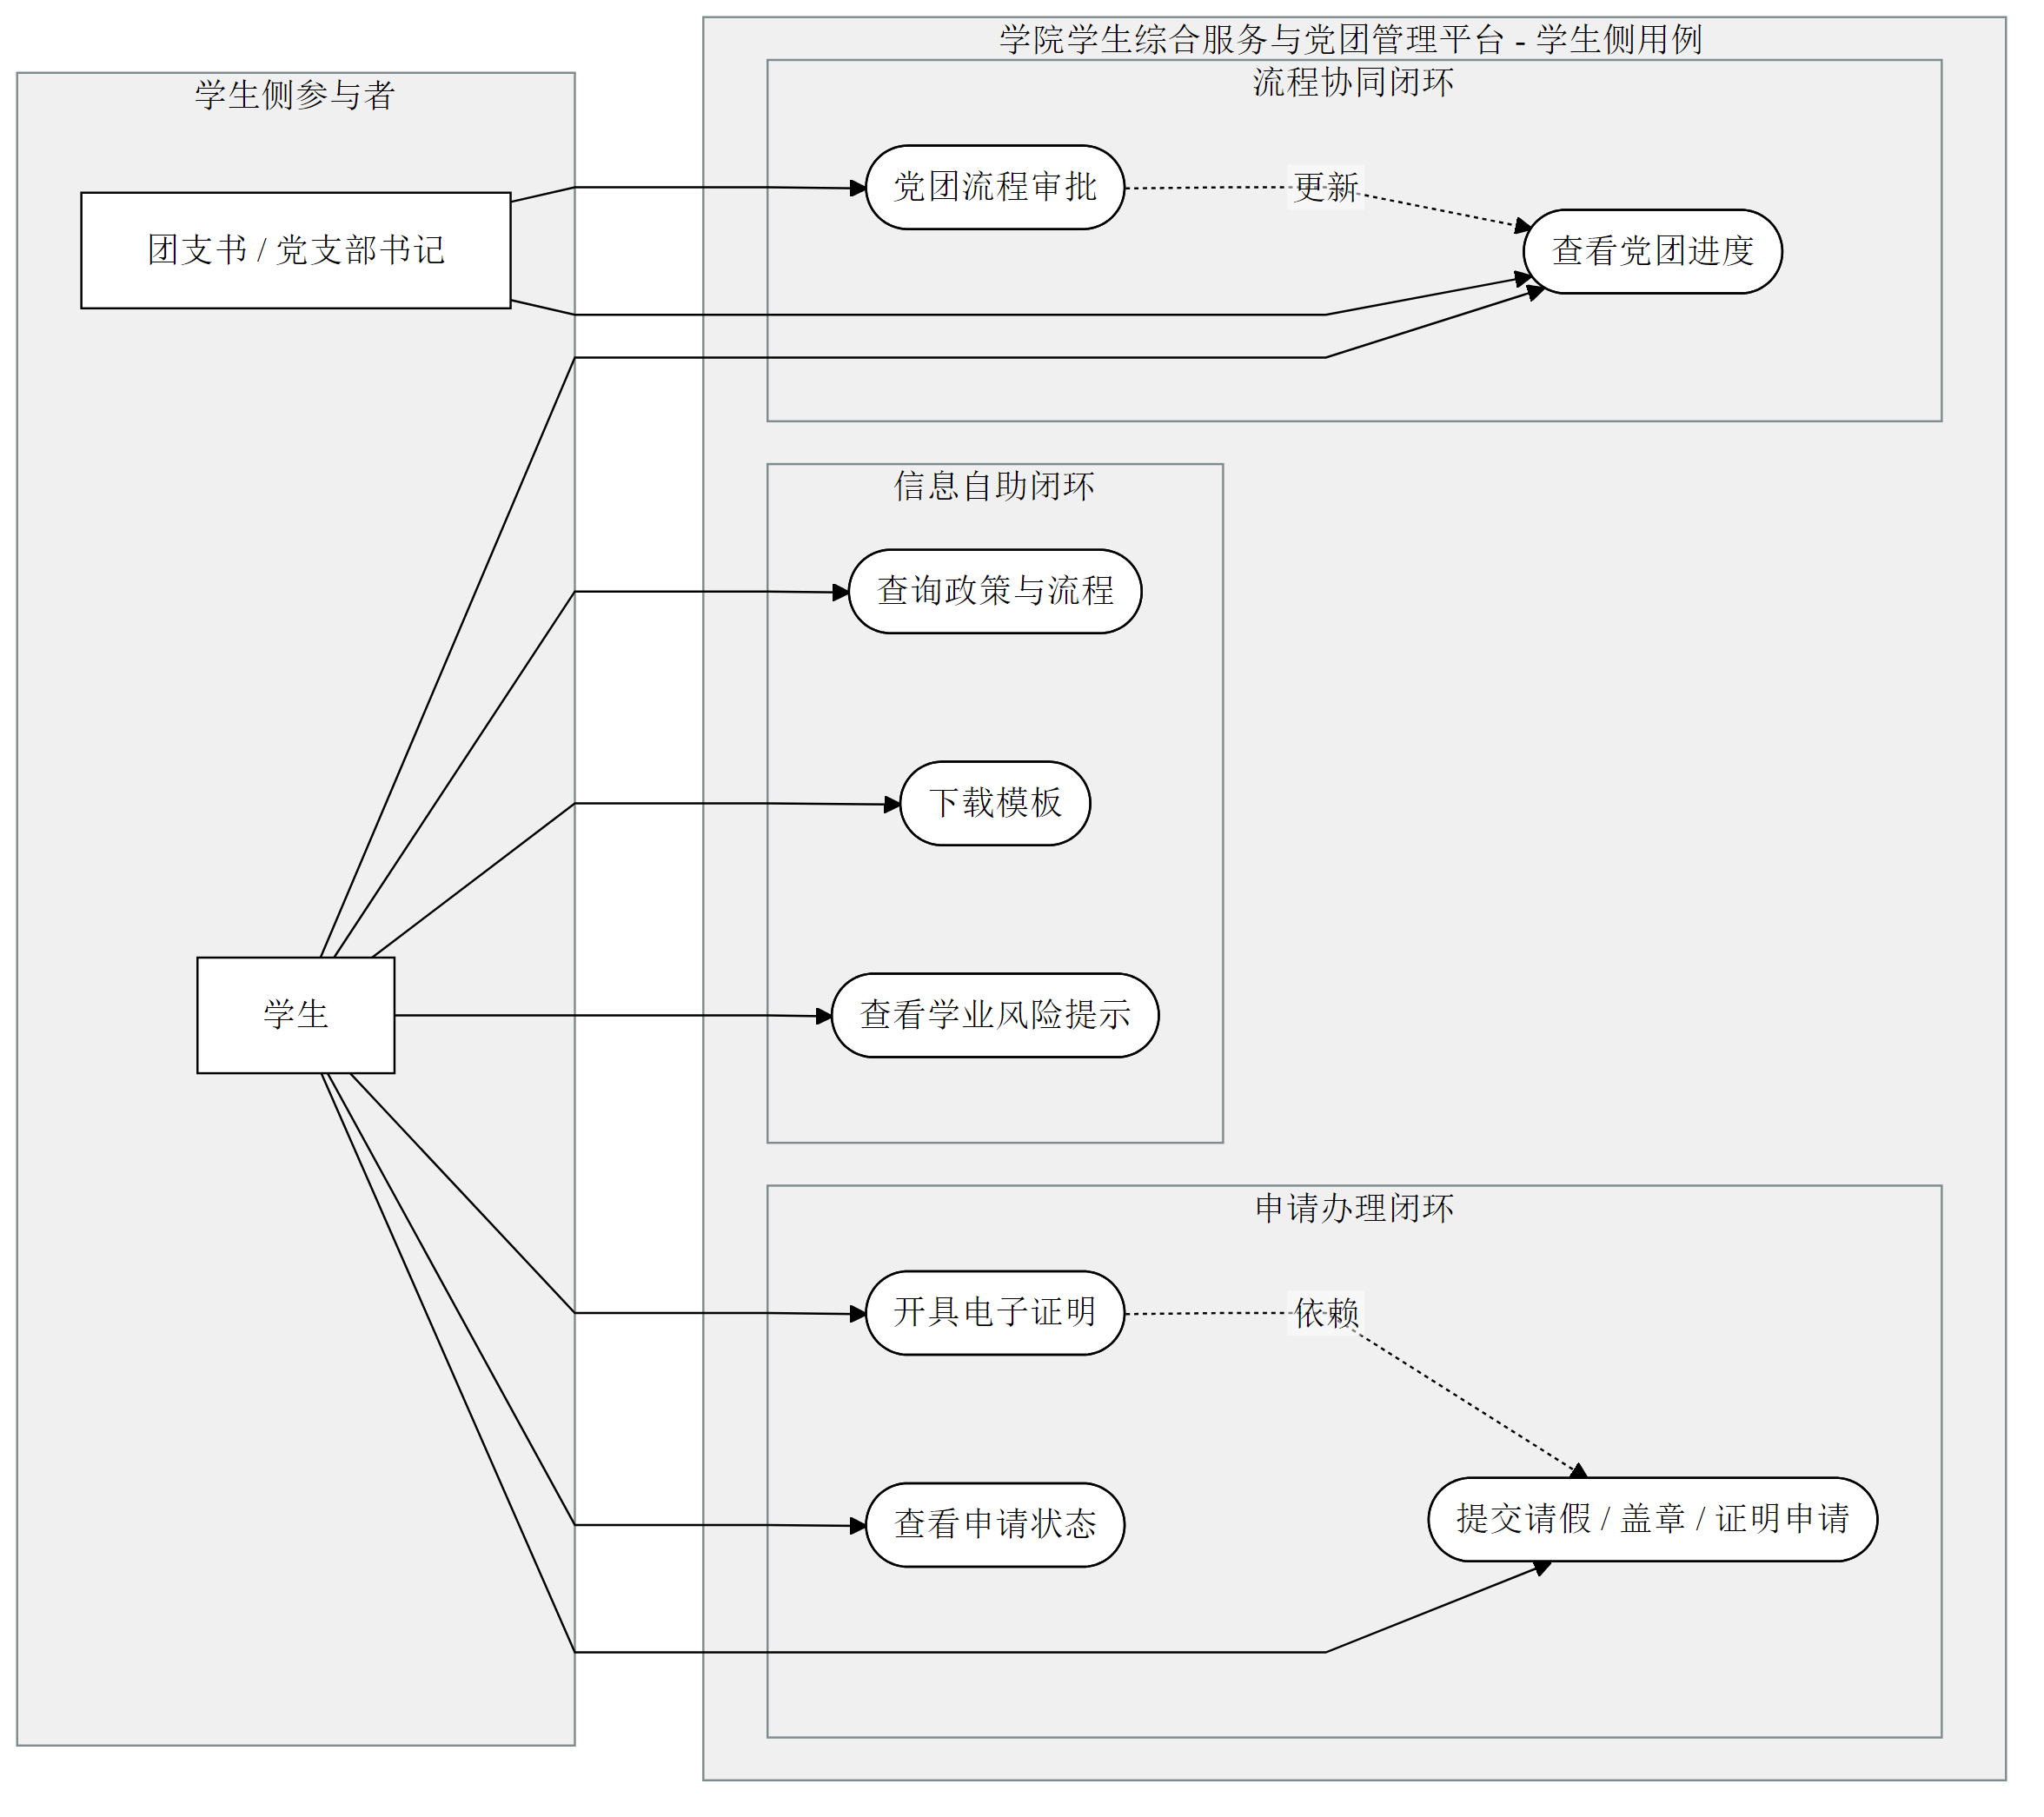 学院学生综合服务与党团管理平台 - 学生侧用例
学生侧参与者
流程协同闭环
团支书 / 党支部书记
党团流程审批
更新
查看党团进度
信息自助闭环
查询政策与流程
下载模板
学生
查看学业风险提示
申请办理闭环
开具电子证明
依赖
查看申请状态
提交请假 / 盖章 / 证明申请